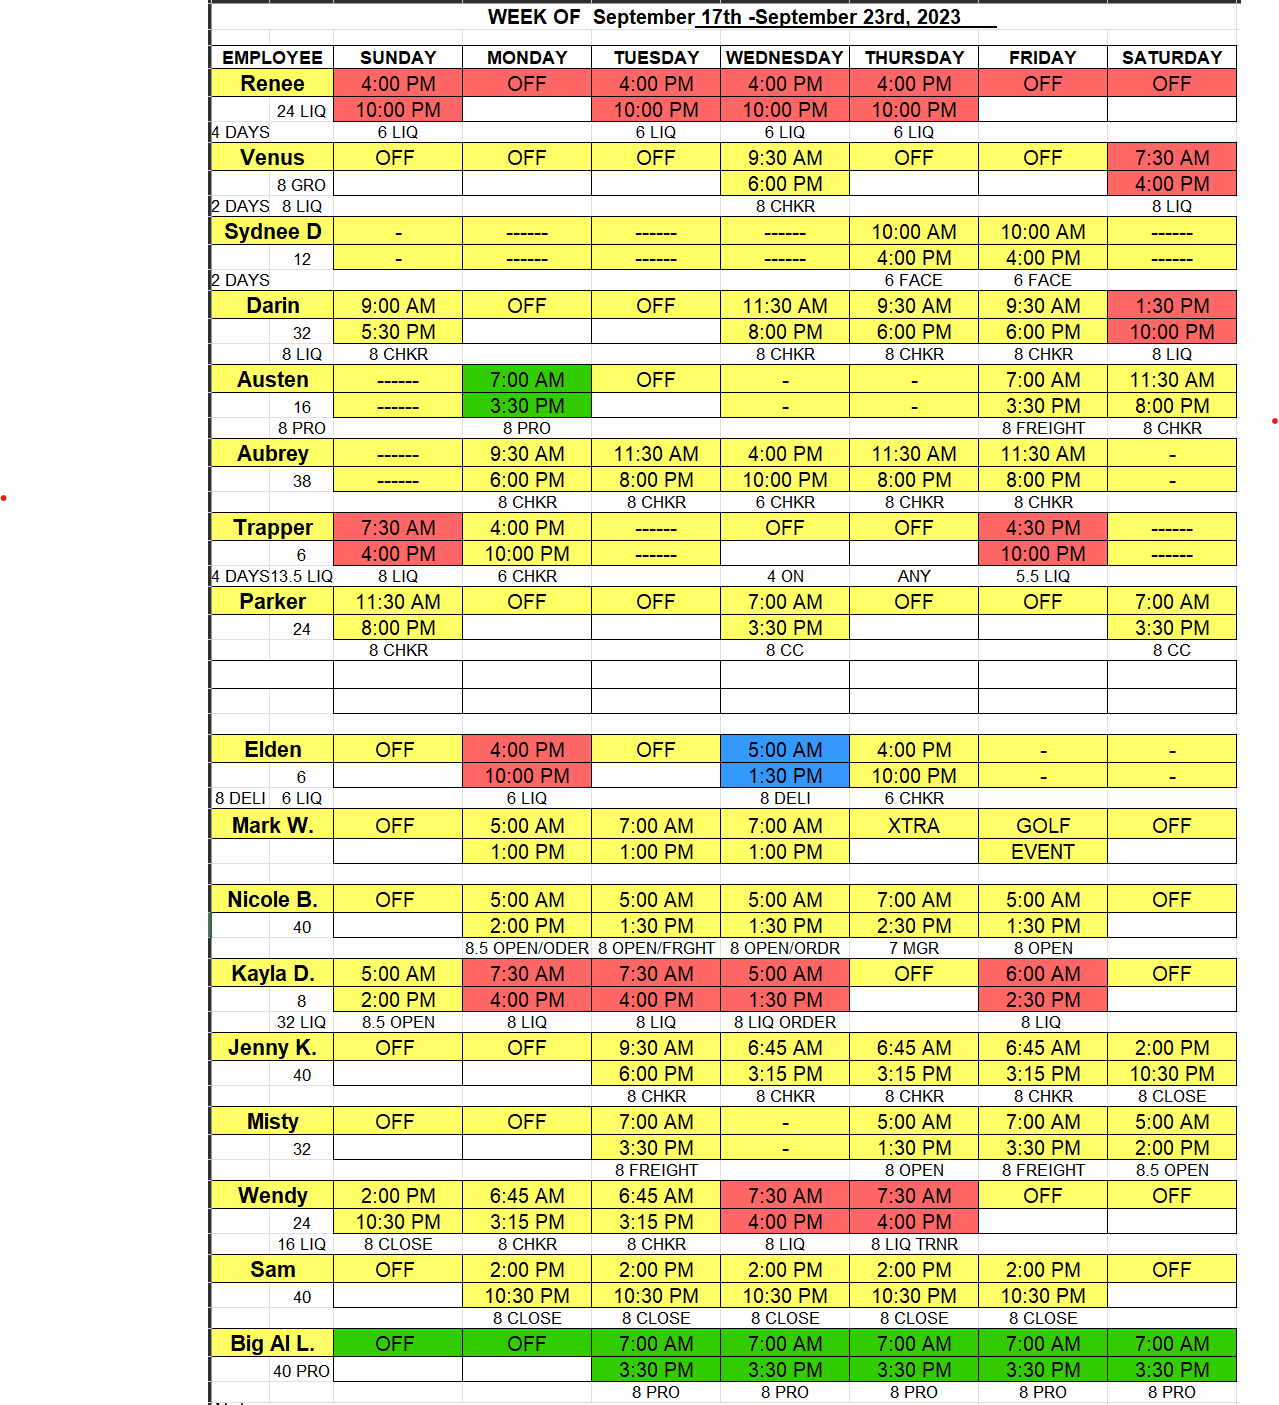 WEEK OF September 17th -September 23rd, 2023
EMPLOYEE SUNDAY MONDAY TUESDAY WEDNESDAY THURSDAY FRIDAY SATURDAY
Renee 4:00 PM OFF 4:00 PM 4:00 PM 4:00 PM OFF OFF
24 LIQ 10:00 PM 10:00 PM 10:00 PM 10:00 PM
4 DAYS 6 LIQ 6 LIQ 6 LIQ 6 LIQ
Venus OFF OFF OFF 9:30 AM OFF OFF 7:30 AM
8 GRO 6:00 PM 4:00 PM
2 DAYS 8 LIQ 8 CHKR 8 LIQ
Sydnee D - ------ ------ ------ 10:00 AM 10:00 AM ------
12 - ------ ------ ------ 4:00 PM 4:00 PM ------
2 DAYS 6 FACE 6 FACE
Darin 9:00 AM OFF OFF 11:30 AM 9:30 AM 9:30 AM 1:30 PM
32 5:30 PM 8:00 PM 6:00 PM 6:00 PM 10:00 PM
8 LIQ 8 CHKR 8 CHKR 8 CHKR 8 CHKR 8 LIQ
Austen ------ 7:00 AM OFF - - 7:00 AM 11:30 AM
16 ------ 3:30 PM - - 3:30 PM 8:00 PM
8 PRO 8 PRO 8 FREIGHT 8 CHKR
Aubrey ------ 9:30 AM 11:30 AM 4:00 PM 11:30 AM 11:30 AM -
38 ------ 6:00 PM 8:00 PM 10:00 PM 8:00 PM 8:00 PM -
8 CHKR 8 CHKR 6 CHKR 8 CHKR 8 CHKR
Trapper 7:30 AM 4:00 PM ------ OFF OFF 4:30 PM ------
6 4:00 PM 10:00 PM ------ 10:00 PM ------
4 DAYS 13.5 LIQ 8 LIQ 6 CHKR 4 ON ANY 5.5 LIQ
Parker 11:30 AM OFF OFF 7:00 AM OFF OFF 7:00 AM
24 8:00 PM 3:30 PM 3:30 PM
8 CHKR 8 CC 8 CC
Elden OFF 4:00 PM OFF 5:00 AM 4:00 PM - -
6 10:00 PM 1:30 PM 10:00 PM - -
8 DELI 6 LIQ 6 LIQ 8 DELI 6 CHKR
Mark W. OFF 5:00 AM 7:00 AM 7:00 AM XTRA GOLF OFF
1:00 PM 1:00 PM 1:00 PM EVENT
Nicole B. OFF 5:00 AM 5:00 AM 5:00 AM 7:00 AM 5:00 AM OFF
40 2:00 PM 1:30 PM 1:30 PM 2:30 PM 1:30 PM
8.5 OPEN/ODER 8 OPEN/FRGHT 8 OPEN/ORDR 7 MGR 8 OPEN
Kayla D. 5:00 AM 7:30 AM 7:30 AM 5:00 AM OFF 6:00 AM OFF
8 2:00 PM 4:00 PM 4:00 PM 1:30 PM 2:30 PM
32 LIQ 8.5 OPEN 8 LIQ 8 LIQ 8 LIQ ORDER 8 LIQ
Jenny K. OFF OFF 9:30 AM 6:45 AM 6:45 AM 6:45 AM 2:00 PM
40 6:00 PM 3:15 PM 3:15 PM 3:15 PM 10:30 PM
8 CHKR 8 CHKR 8 CHKR 8 CHKR 8 CLOSE
Misty OFF OFF 7:00 AM - 5:00 AM 7:00 AM 5:00 AM
32 3:30 PM - 1:30 PM 3:30 PM 2:00 PM
8 FREIGHT 8 OPEN 8 FREIGHT 8.5 OPEN
Wendy 2:00 PM 6:45 AM 6:45 AM 7:30 AM 7:30 AM OFF OFF
24 10:30 PM 3:15 PM 3:15 PM 4:00 PM 4:00 PM
16 LIQ 8 CLOSE 8 CHKR 8 CHKR 8 LIQ 8 LIQ TRNR
Sam OFF 2:00 PM 2:00 PM 2:00 PM 2:00 PM 2:00 PM OFF
40 10:30 PM 10:30 PM 10:30 PM 10:30 PM 10:30 PM
8 CLOSE 8 CLOSE 8 CLOSE 8 CLOSE 8 CLOSE
Big Al L. OFF OFF 7:00 AM 7:00 AM 7:00 AM 7:00 AM 7:00 AM
40 PRO 3:30 PM 3:30 PM 3:30 PM 3:30 PM 3:30 PM
8 PRO 8 PRO 8 PRO 8 PRO 8 PRO